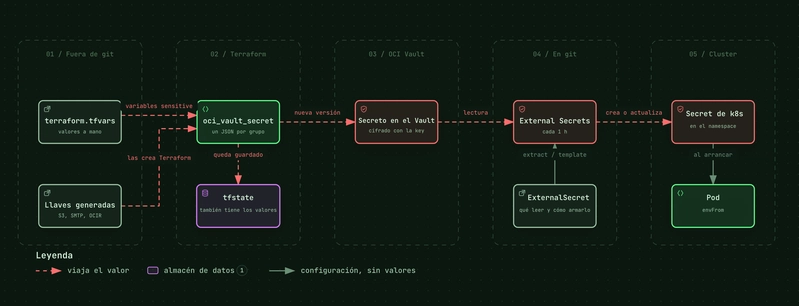 01 / Fuera de git
02 / Terraform
03 / OCI Vault
04 / En git
05 / Cluster
terraform.tfvars
valores a mano
variables sensitive
oci_vault_secret
un JSON por grupo
nueva versión
Secreto en el Vault
cifrado con la key
lectura
External Secrets
cada 1 h
crea o actualiza
Secret de k8s
en el namespace
las crea Terraform
queda guardado
extract / template
al arrancar
Llaves generadas
S3, SMTP, OCIR
tfstate
también tiene los valores
ExternalSecret
qué leer y cómo armarlo
Pod
envFrom
Leyenda
viaja el valor
almacén de datos 1
configuración, sin valores